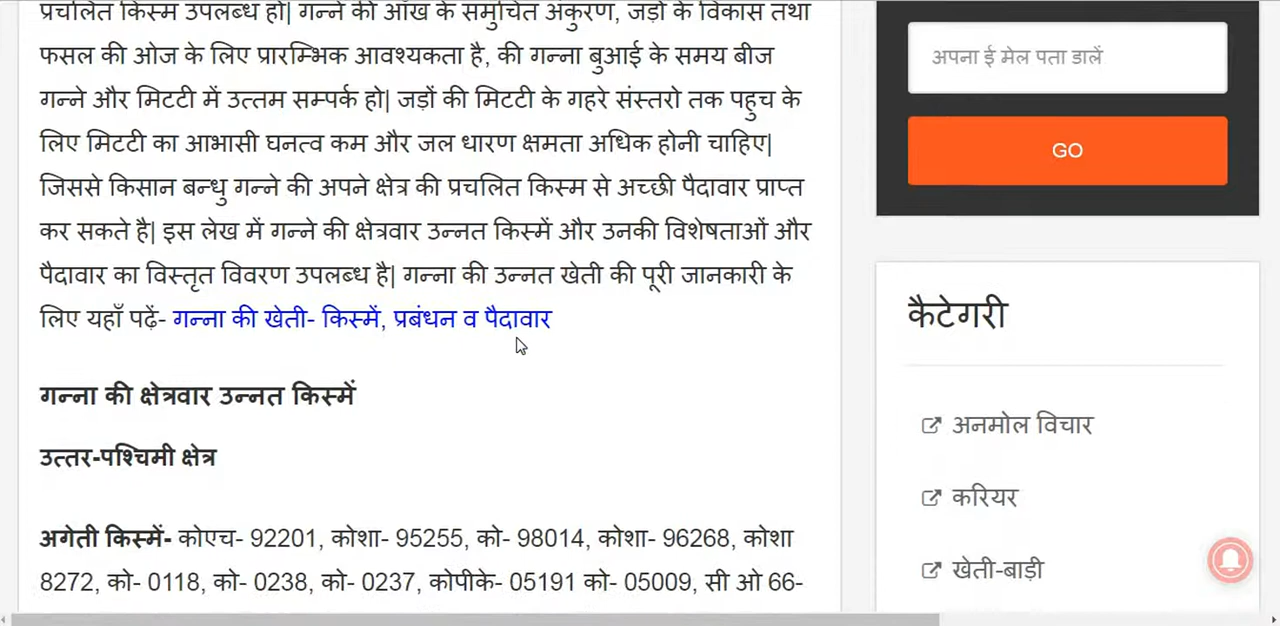 प्रचलित किस्म उपलब्ध हो| गन्ने की आँख के समुचित अंकुरण, जड़ों के विकास तथा
फसल की ओज के लिए प्रारम्भिक आवश्यकता है, की गन्ना बुआई के समय बीज
गन्ने और मिटटी में उत्तम सम्पर्क हो| जड़ों की मिटटी के गहरे संस्तरो तक पहुच के
लिए मिटटी का आभासी घनत्व कम और जल धारण क्षमता अधिक होनी चाहिए|
जिससे किसान बन्धु गन्ने की अपने क्षेत्र की प्रचलित किस्म से अच्छी पैदावार प्राप्त
कर सकते है| इस लेख में गन्ने की क्षेत्रवार उन्नत किस्में और उनकी विशेषताओं और
पैदावार का विस्तृत विवरण उपलब्ध है| गन्ना की उन्नत खेती की पूरी जानकारी के
लिए यहाँ पढ़ें- गन्ना की खेती- किस्में, प्रबंधन व पैदावार
गन्ना की क्षेत्रवार उन्नत किस्में
उत्तर-पश्चिमी क्षेत्र
अगेती किस्में- कोएच- 92201, कोशा- 95255, को- 98014, कोशा- 96268, कोशा
8272, को- 0118, को- 0238, को- 0237, कोपीके- 05191 को- 05009, सी ओ 66-
अपना ई मेल पता डालें
GO
कैटेगरी
अनमोल विचार
करियर
खेती-बाड़ी